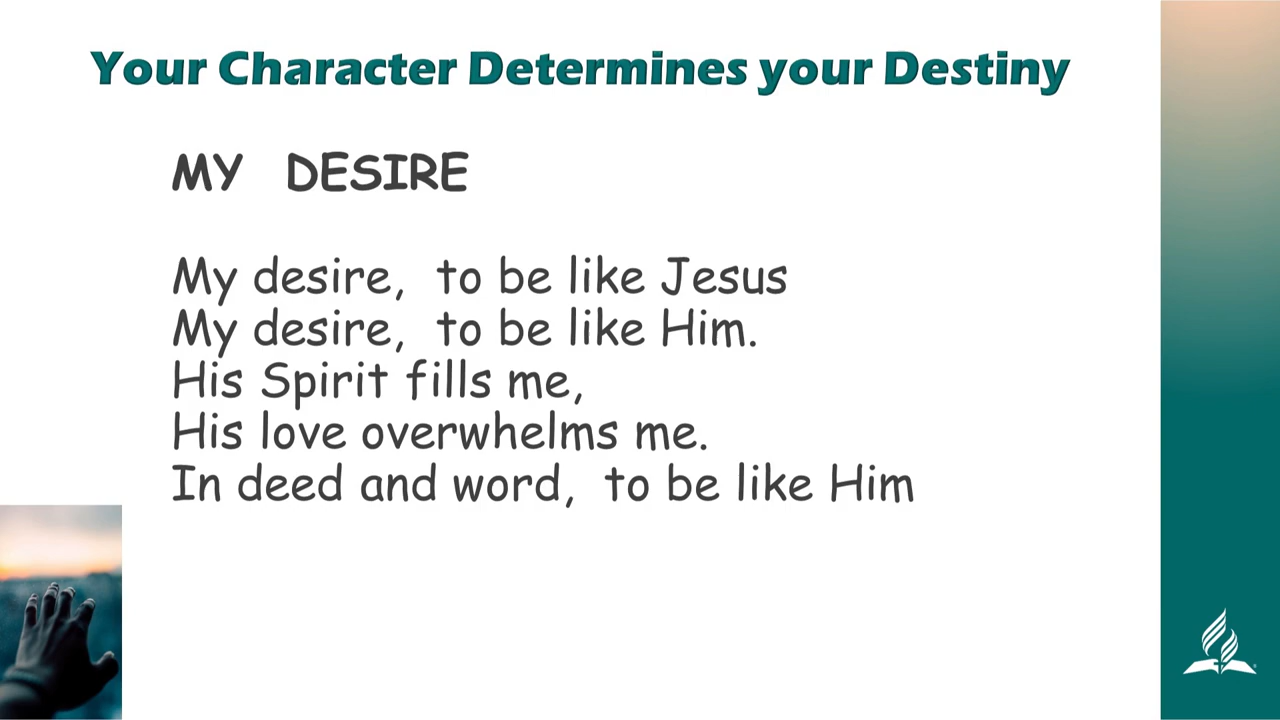 Your Character Determines your Destiny
MY DESIRE
My desire, to be like Jesus
My desire, to be like Him.
His Spirit fills me,
His love overwhelms me.
In deed and word, to be like Him